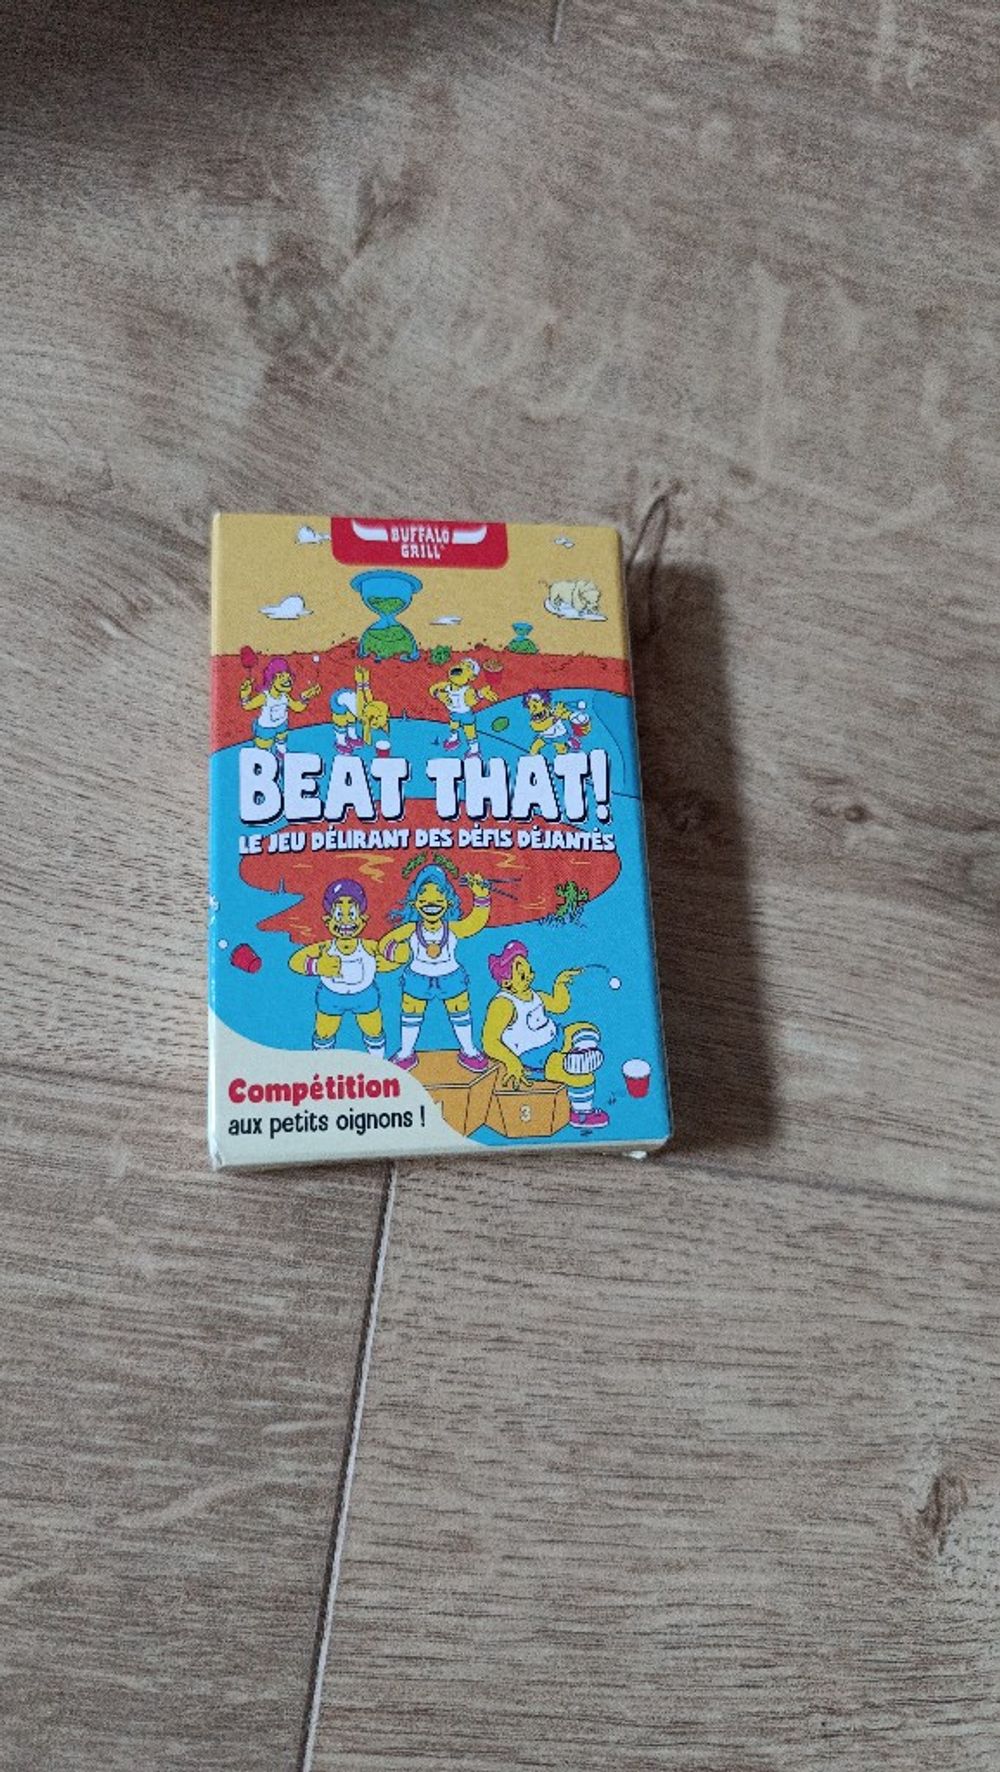 BUFFALO
GRILL
BEAT THAT!
LE JEU DÉLIRANT DES DÉFIS DÉJANTÉS
3
Compétition
aux petits oignons !